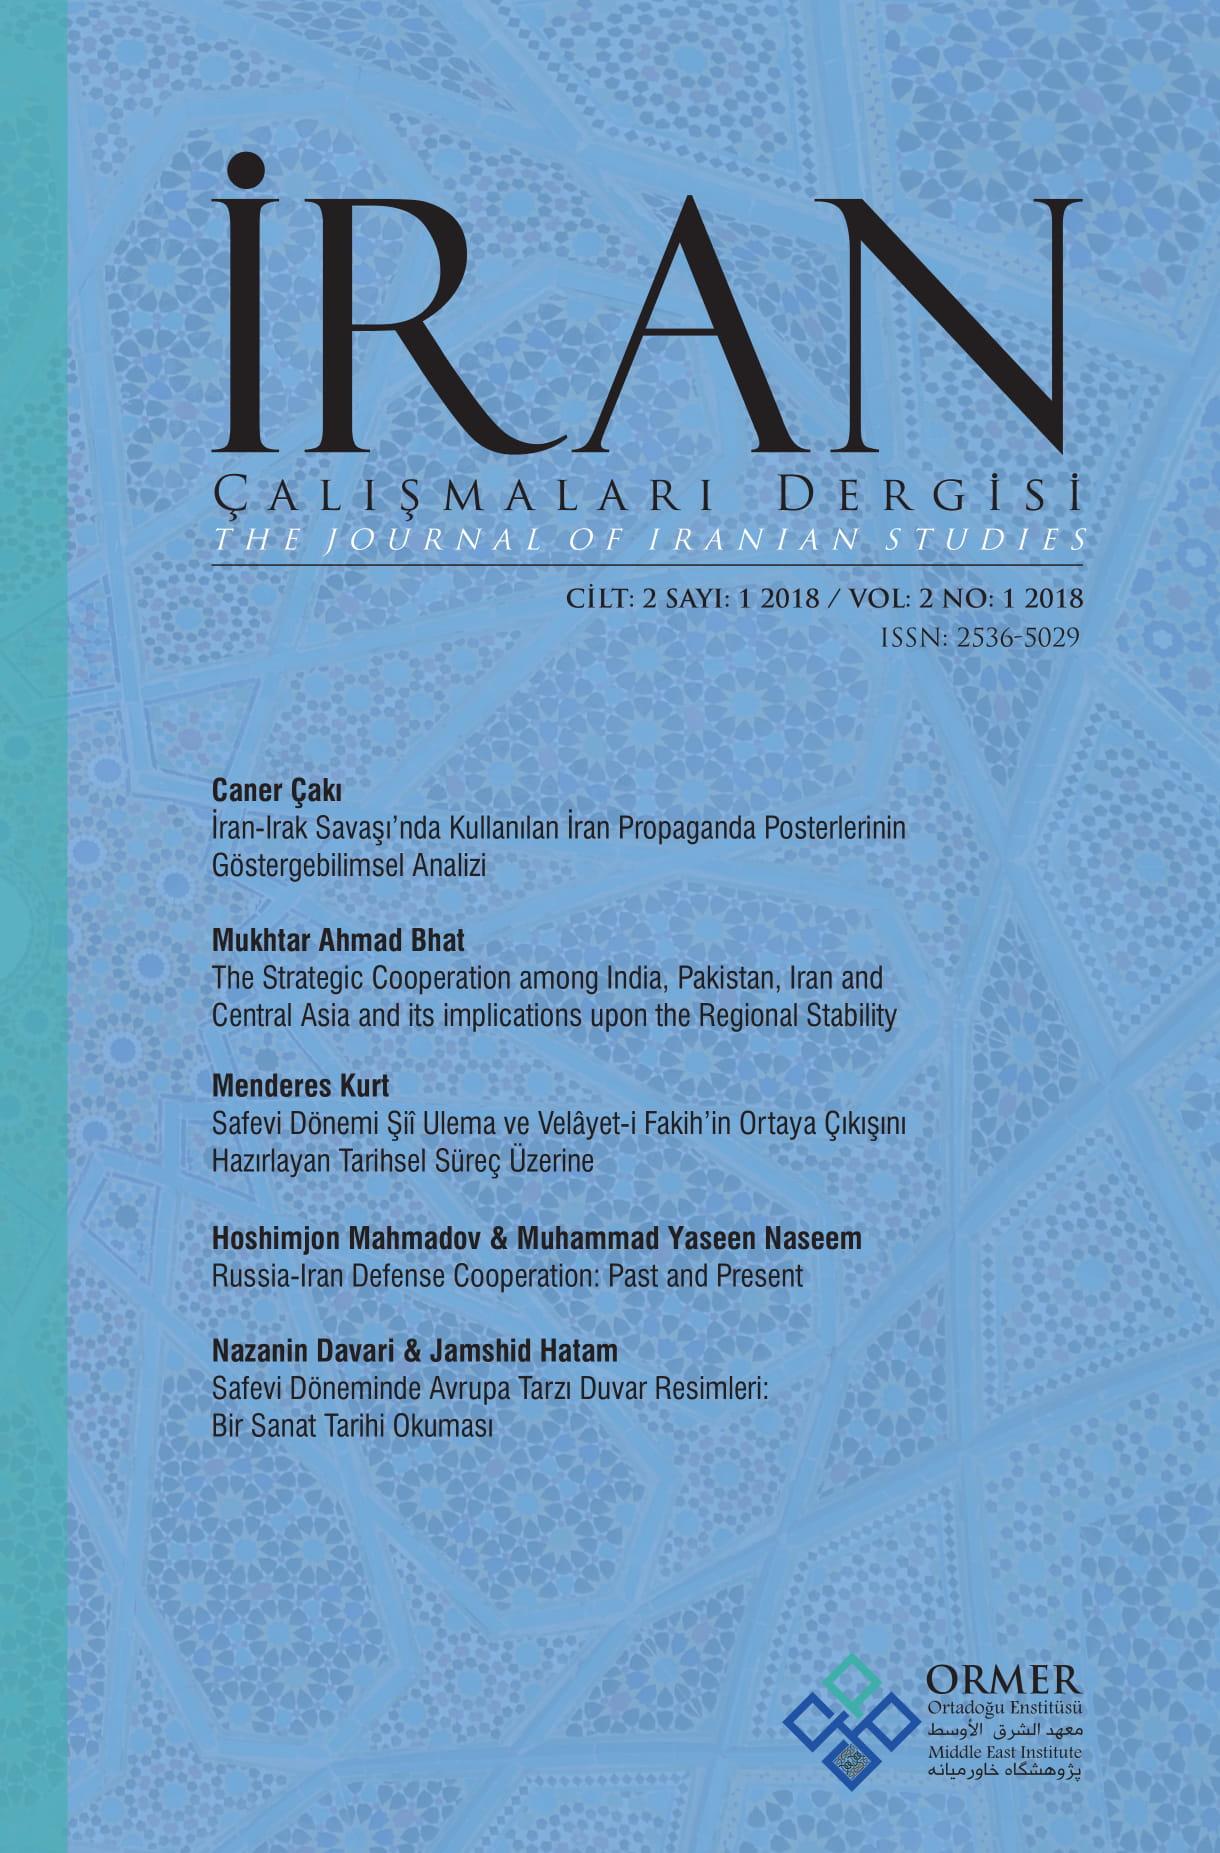 İRAN
ÇALIŞMALARI DERGİSİ
THE JOURNAL OF IRANIAN STUDIES
CİLT: 2 SAYI: 1 2018 / VOL: 2 NO: 1 2018
ISSN: 2536-5029
Caner Çakı
İran-Irak Savaşı’nda Kullanılan İran Propaganda Posterlerinin
Göstergebilimsel Analizi
Mukhtar Ahmad Bhat
The Strategic Cooperation among India, Pakistan, Iran and
Central Asia and its implications upon the Regional Stability
Menderes Kurt
Safevi Dönemi Şiî Ulema ve Velâyet-i Fakih’in Ortaya Çıkışını
Hazırlayan Tarihsel Süreç Üzerine
Hoshimjon Mahmadov & Muhammad Yaseen Naseem
Russia-Iran Defense Cooperation: Past and Present
Nazanin Davari & Jamshid Hatam
Safevi Döneminde Avrupa Tarzı Duvar Resimleri:
Bir Sanat Tarihi Okuması
ORMER
Ortadoğu Enstitüsü
معهد الشرق الأوسط
Middle East Institute
پژوهشگاه خاورمیانه